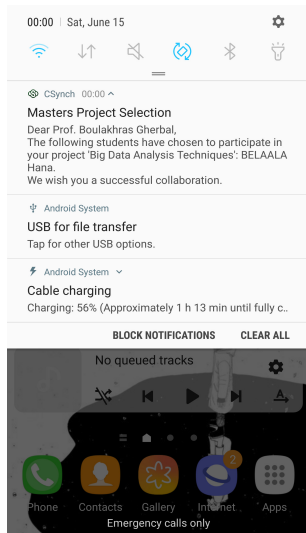 00:00 | Sat, June 15
CSynch 00:00
Masters Project Selection
Dear Prof. Boulakhras Gherbal,
The following students have chosen to participate in
your project 'Big Data Analysis Techniques': BELAALA
Hana.
We wish you a successful collaboration.
Android System
USB for file transfer
Tap for other USB options.
Android System
Cable charging
Charging: 56% (Approximately 1 h 13 min until fully c..
BLOCK NOTIFICATIONS CLEAR ALL
No queued tracks
A
2
Phone Contacts Gallery Internet Apps
Emergency calls only